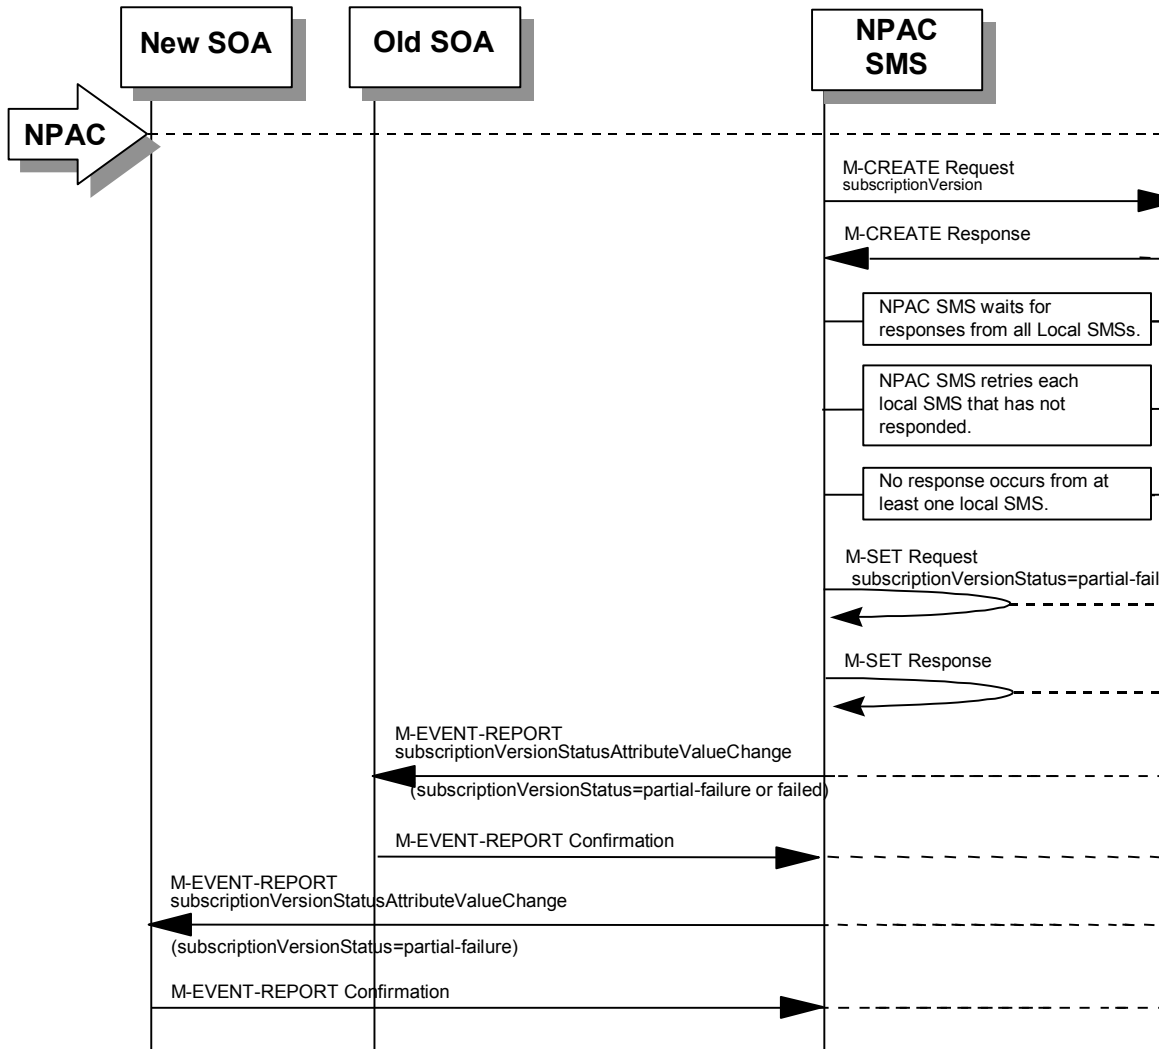 New SOA
Old SOA
NPAC
SMS
NPAC
M-CREATE Request
subscriptionVersion
M-CREATE Response
NPAC SMS waits for
responses from all Local SMSs.
NPAC SMS retries each
local SMS that has not
responded.
No response occurs from at
least one local SMS.
M-SET Request
subscriptionVersionStatus=partial-fail
M-SET Response
M-EVENT-REPORT
subscriptionVersionStatusAttributeValueChange
(subscriptionVersionStatus=partial-failure or failed)
M-EVENT-REPORT Confirmation
M-EVENT-REPORT
subscriptionVersionStatusAttributeValueChange
(subscriptionVersionStatus=partial-failure)
M-EVENT-REPORT Confirmation